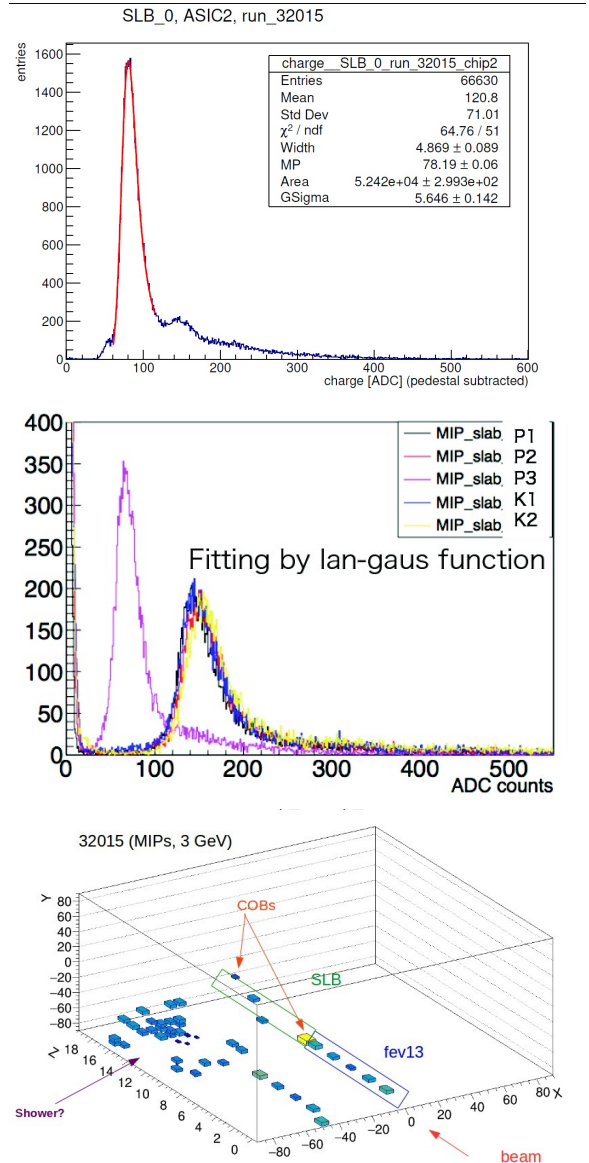 SLB_0, ASIC2, run_32015
entries
charge__SLB_0_run_32015_chip2
Entries 66630
Mean 120.8
Std Dev 71.01
χ² / ndf 64.76 / 51
Width 4.869 ± 0.089
MP 78.19 ± 0.06
Area 5.242e+04 ± 2.993e+02
GSigma 5.646 ± 0.142
1600
1400
1200
1000
800
600
400
200
0
0 100 200 300 400 500 600
charge [ADC] (pedestal subtracted)
400
350
300
250
200
150
100
50
0
MIP_slab_ P1
MIP_slab_ P2
MIP_slab_ P3
MIP_slab_ K1
MIP_slab_ K2
Fitting by lan-gaus function
0 100 200 300 400 500
ADC counts
32015 (MIPs, 3 GeV)
Y
80
60
40
20
0
−20
−40
−60
−80
COBs
SLB
fev13
Z
18
16
14
12
10
8
6
4
2
0
Shower?
−80 −60 −40 −20 0 20 40 60 80 X
beam